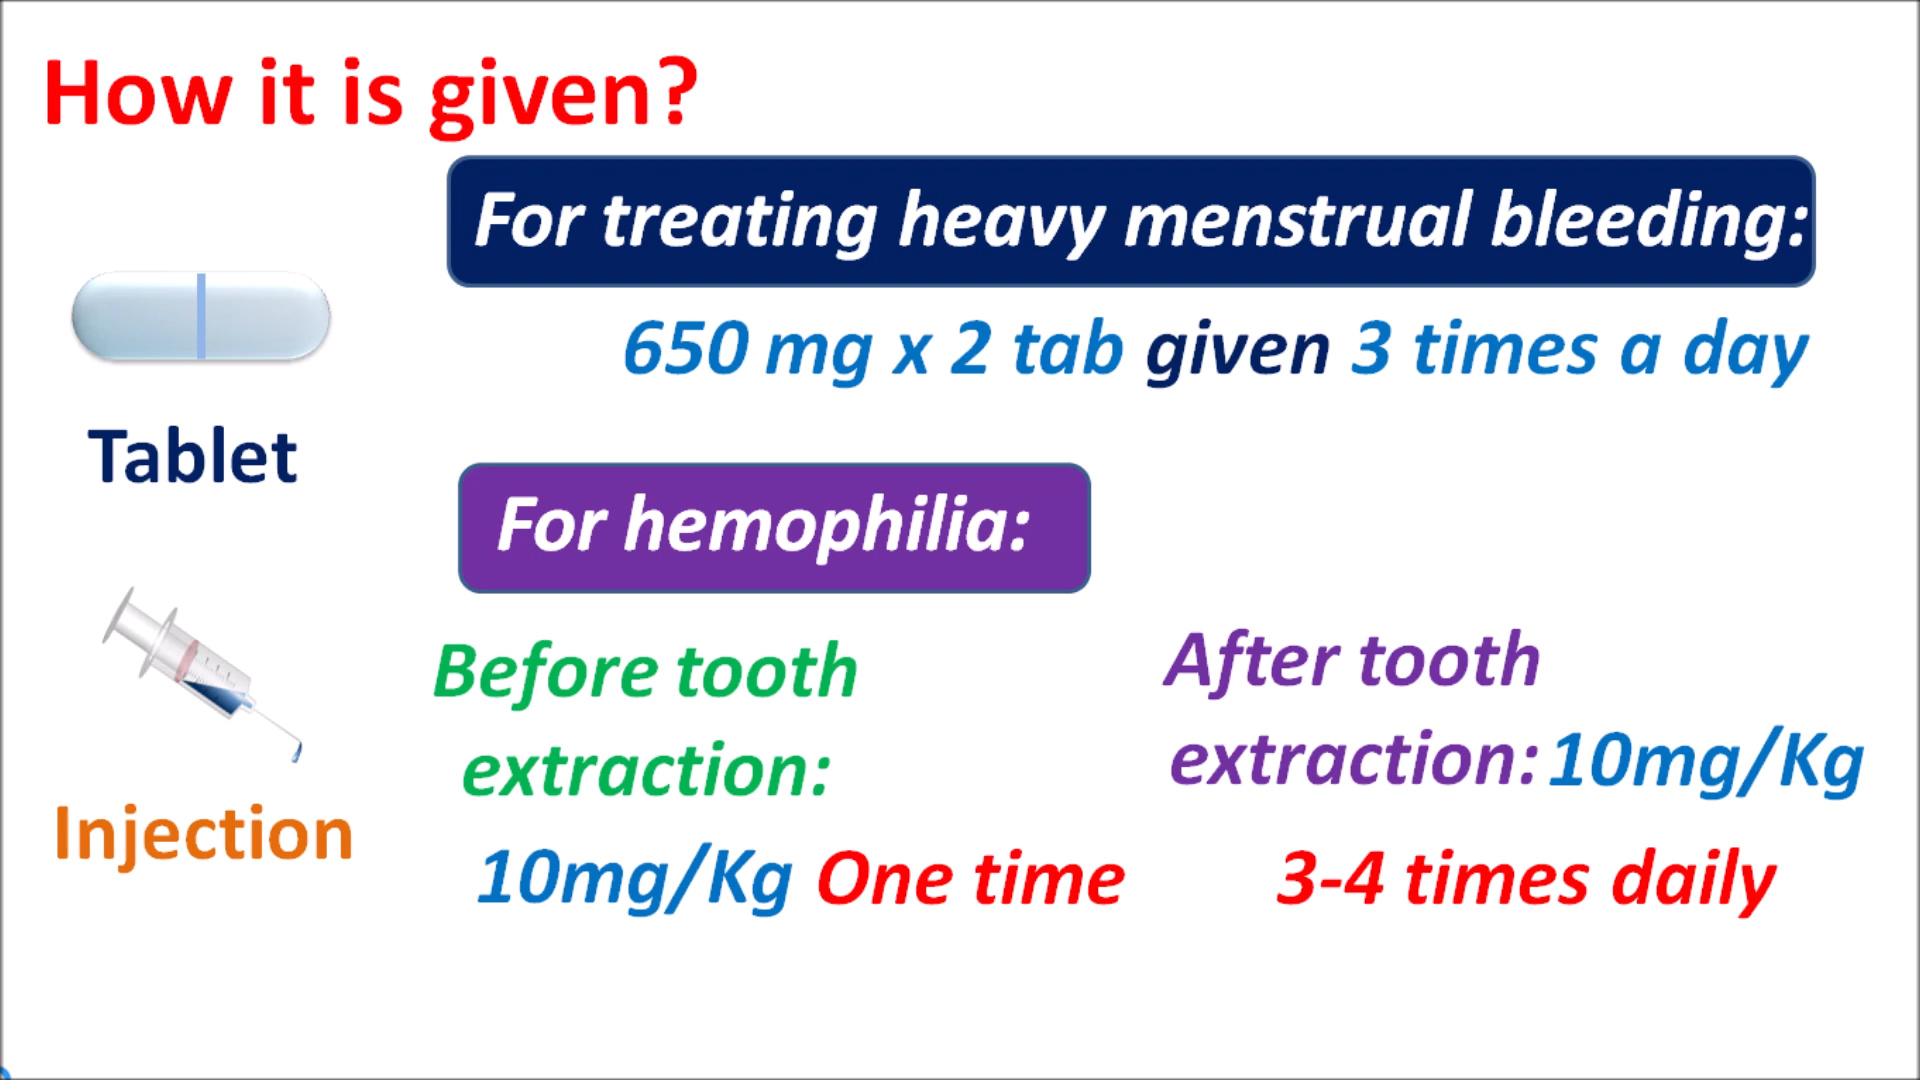 How it is given?
For treating heavy menstrual bleeding:
650 mg x 2 tab given 3 times a day
Tablet
For hemophilia:
Before tooth
extraction:
10mg/Kg One time
After tooth
extraction: 10mg/Kg
3-4 times daily
Injection